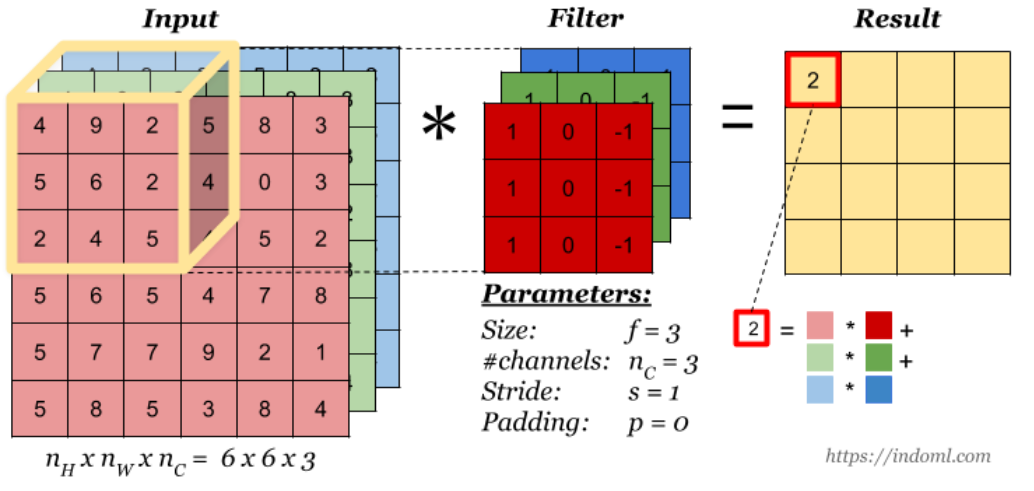 Input Filter Result
4 9 2 5 8 3
5 6 2 4 0 3
2 4 5 5 2
5 6 5 4 7 8
5 7 7 9 2 1
5 8 5 3 8 4
n_H x n_W x n_C = 6 x 6 x 3
*
1 0 -1
1 0 -1
1 0 -1
1 0 -1
Parameters:
Size: f = 3
#channels: n_C = 3
Stride: s = 1
Padding: p = 0
=
2
2 = * +
* +
*
https://indoml.com